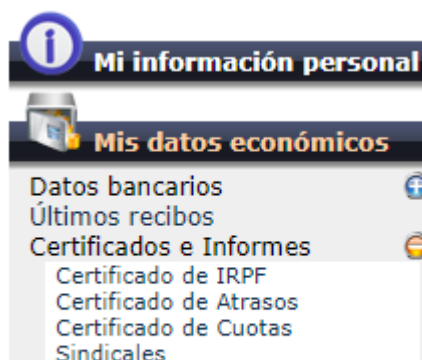 Mi información personal
Mis datos económicos
Datos bancarios
Últimos recibos
Certificados e Informes
Certificado de IRPF
Certificado de Atrasos
Certificado de Cuotas
Sindicales